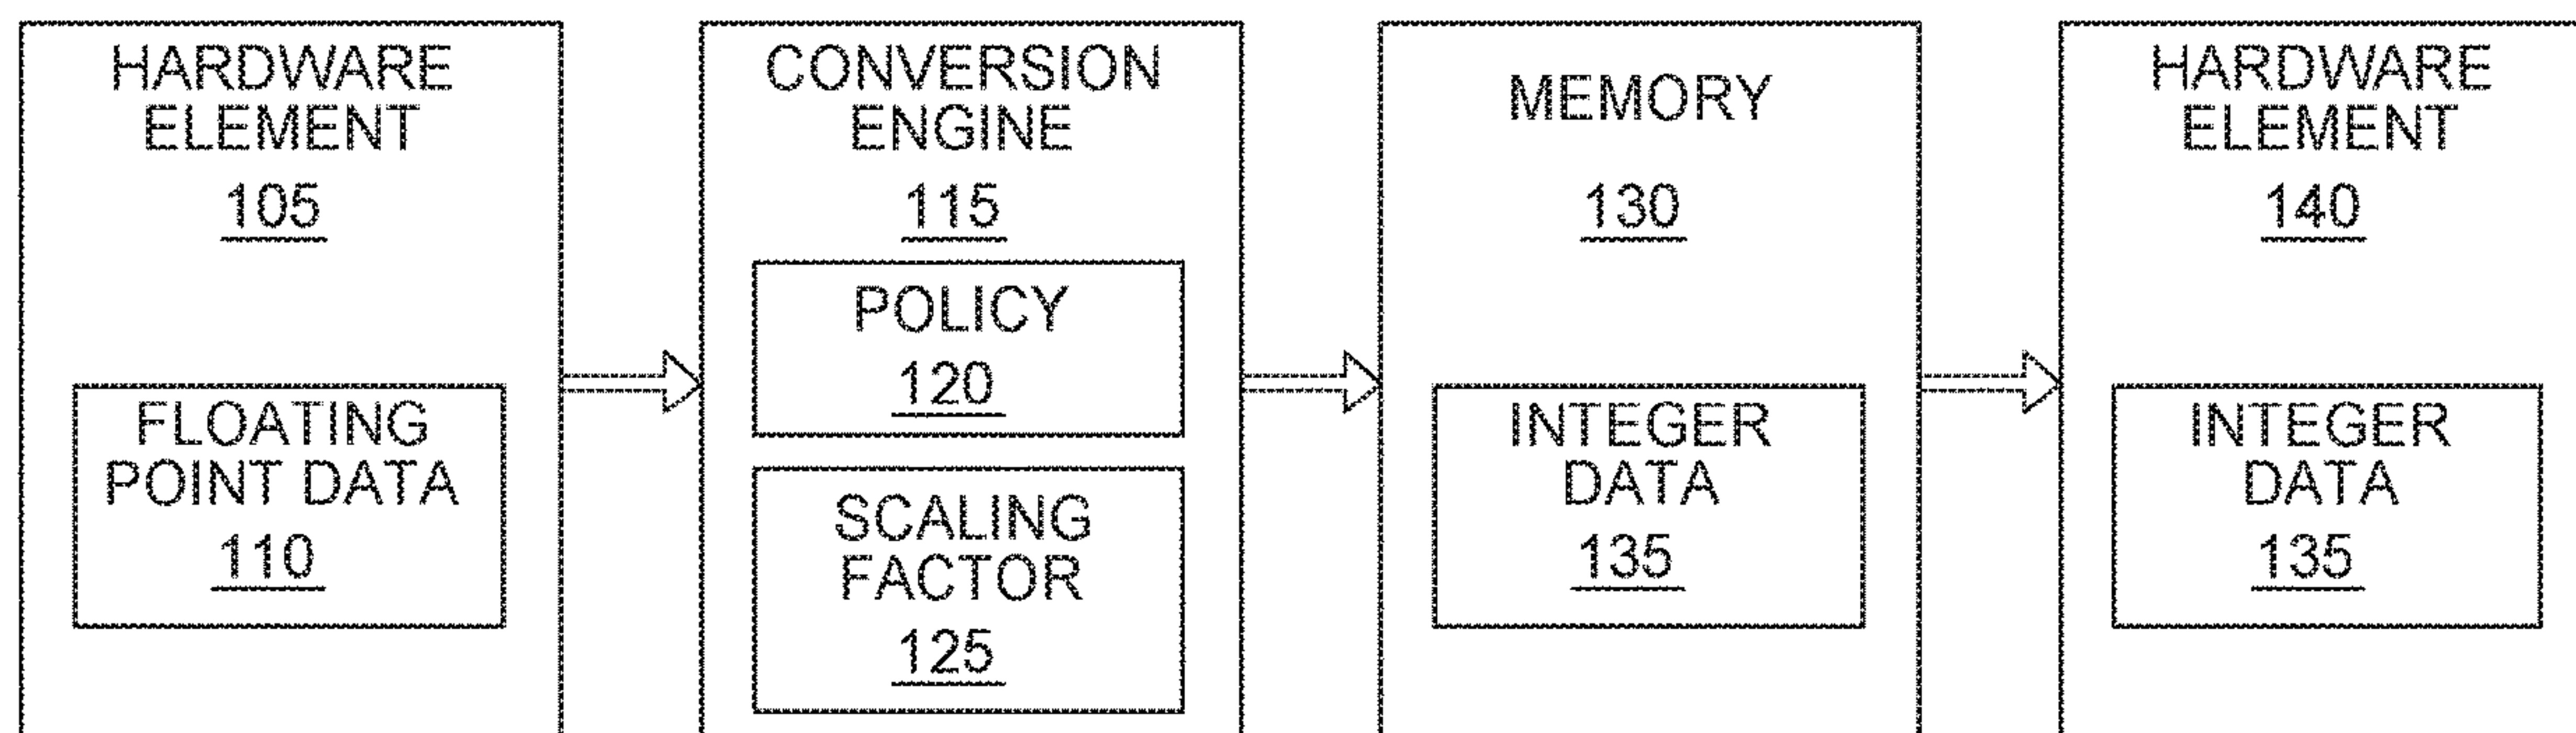 HARDWARE
ELEMENT
105
FLOATING
POINT DATA
110
CONVERSION
ENGINE
115
POLICY
120
SCALING
FACTOR
125
MEMORY
130
INTEGER
DATA
135
HARDWARE
ELEMENT
140
INTEGER
DATA
135